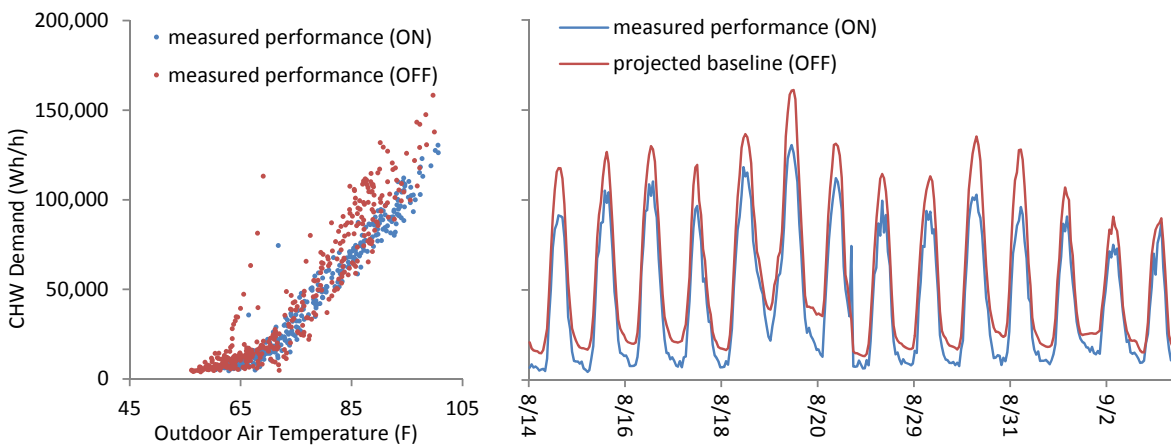 200,000
150,000
100,000
50,000
0
CHW Demand (Wh/h)
measured performance (ON)
measured performance (OFF)
45
65
85
105
Outdoor Air Temperature (F)
measured performance (ON)
projected baseline (OFF)
8/14
8/16
8/18
8/20
8/29
8/31
9/2